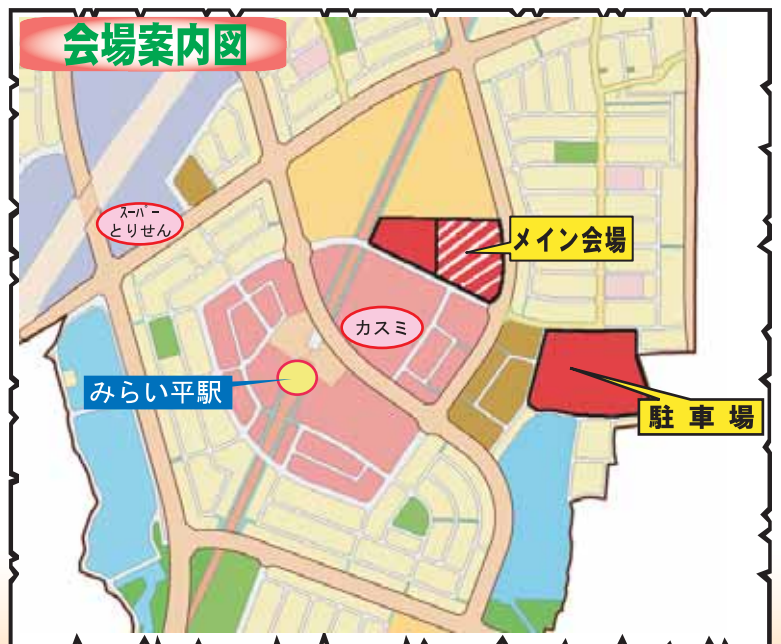 会場案内図
スーパー
とりせん
メイン会場
カスミ
みらい平駅
駐車場